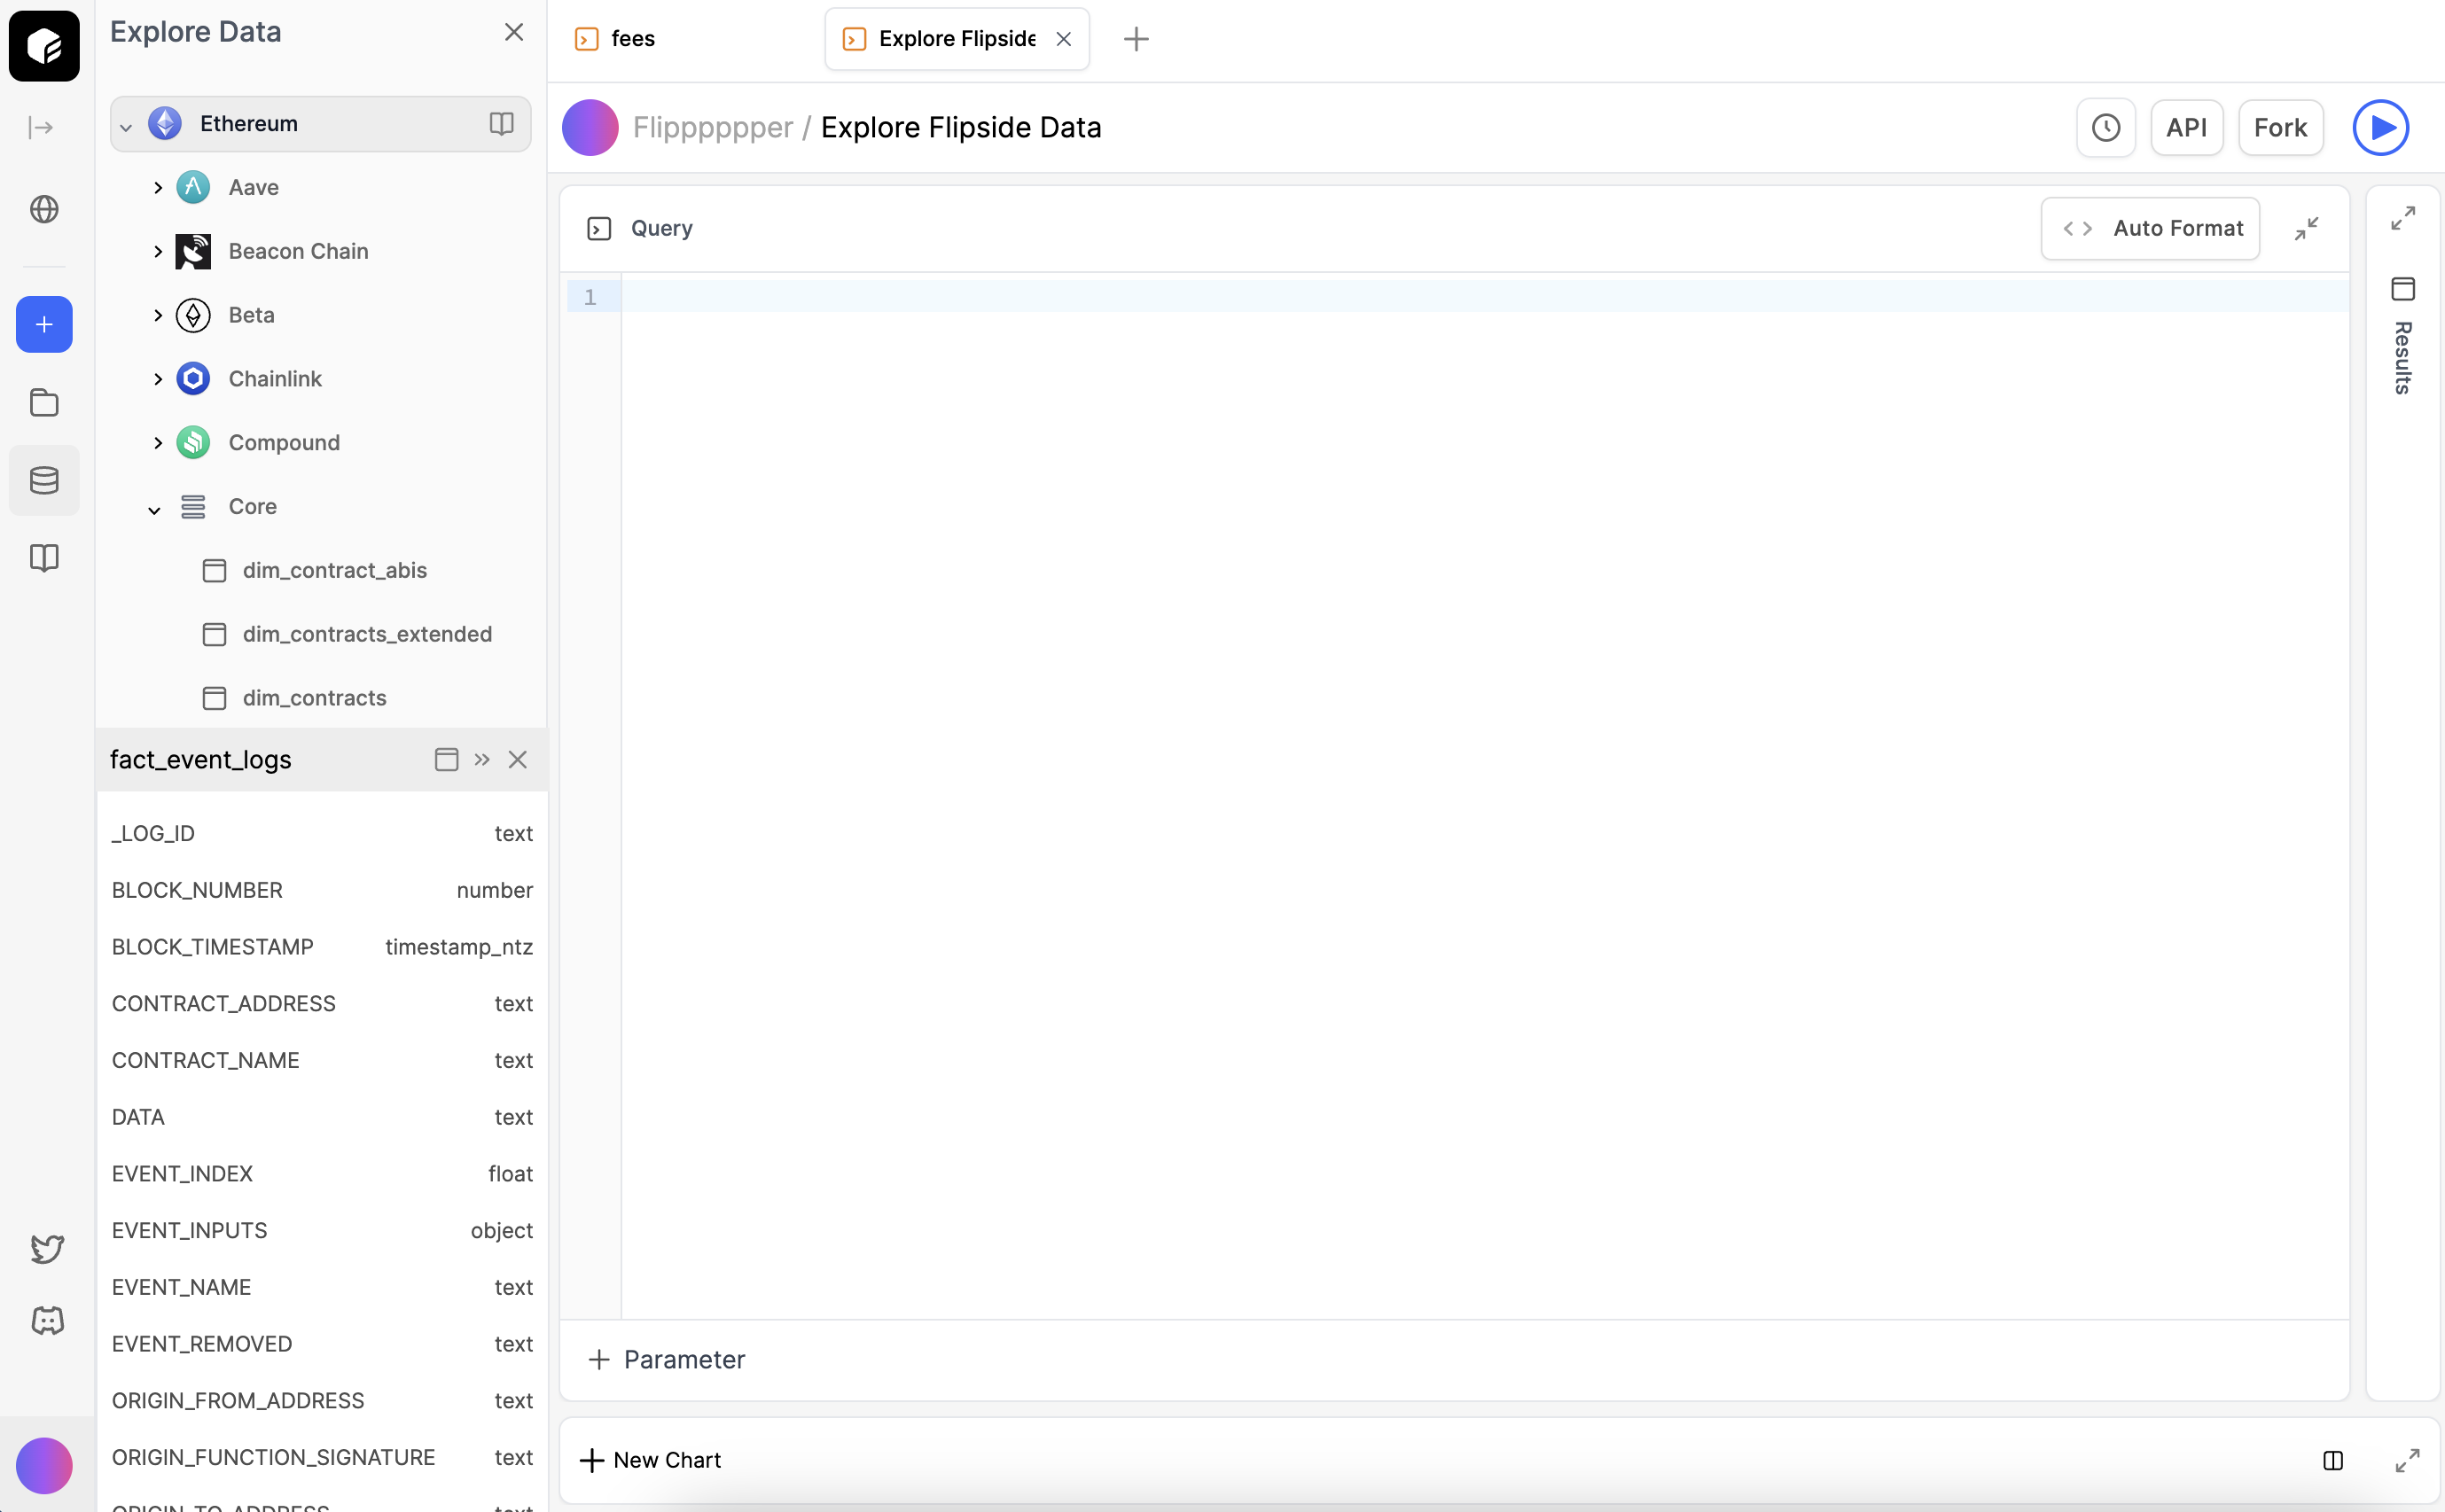 Explore Data
Ethereum
Aave
Beacon Chain
Beta
Chainlink
Compound
Core
dim_contract_abis
dim_contracts_extended
dim_contracts
fact_event_logs
_LOG_ID text
BLOCK_NUMBER number
BLOCK_TIMESTAMP timestamp_ntz
CONTRACT_ADDRESS text
CONTRACT_NAME text
DATA text
EVENT_INDEX float
EVENT_INPUTS object
EVENT_NAME text
EVENT_REMOVED text
ORIGIN_FROM_ADDRESS text
ORIGIN_FUNCTION_SIGNATURE text
ORIGIN_TO_ADDRESS text
fees
Explore Flipside
Flipppppper / Explore Flipside Data
API
Fork
Query
Auto Format
1
Results
Parameter
New Chart